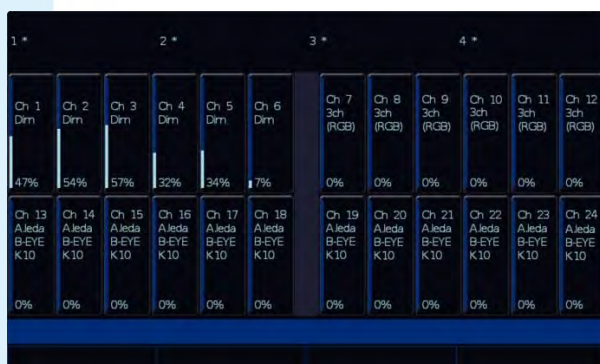 1 * 2 * 3 * 4 *
Ch 1 Ch 2 Ch 3 Ch 4 Ch 5 Ch 6 Ch 7 Ch 8 Ch 9 Ch 10 Ch 11 Ch 12
Dim Dim Dim Dim Dim Dim 3ch 3ch 3ch 3ch 3ch 3ch
(RGB) (RGB) (RGB) (RGB) (RGB) (RGB)
47% 54% 57% 32% 34% 7% 0% 0% 0% 0% 0% 0%
Ch 13 Ch 14 Ch 15 Ch 16 Ch 17 Ch 18 Ch 19 Ch 20 Ch 21 Ch 22 Ch 23 Ch 24
A.leda A.leda A.leda A.leda A.leda A.leda A.leda A.leda A.leda A.leda A.leda A.leda
B-EYE B-EYE B-EYE B-EYE B-EYE B-EYE B-EYE B-EYE B-EYE B-EYE B-EYE B-EYE
K10 K10 K10 K10 K10 K10 K10 K10 K10 K10 K10 K10
0% 0% 0% 0% 0% 0% 0% 0% 0% 0% 0% 0%